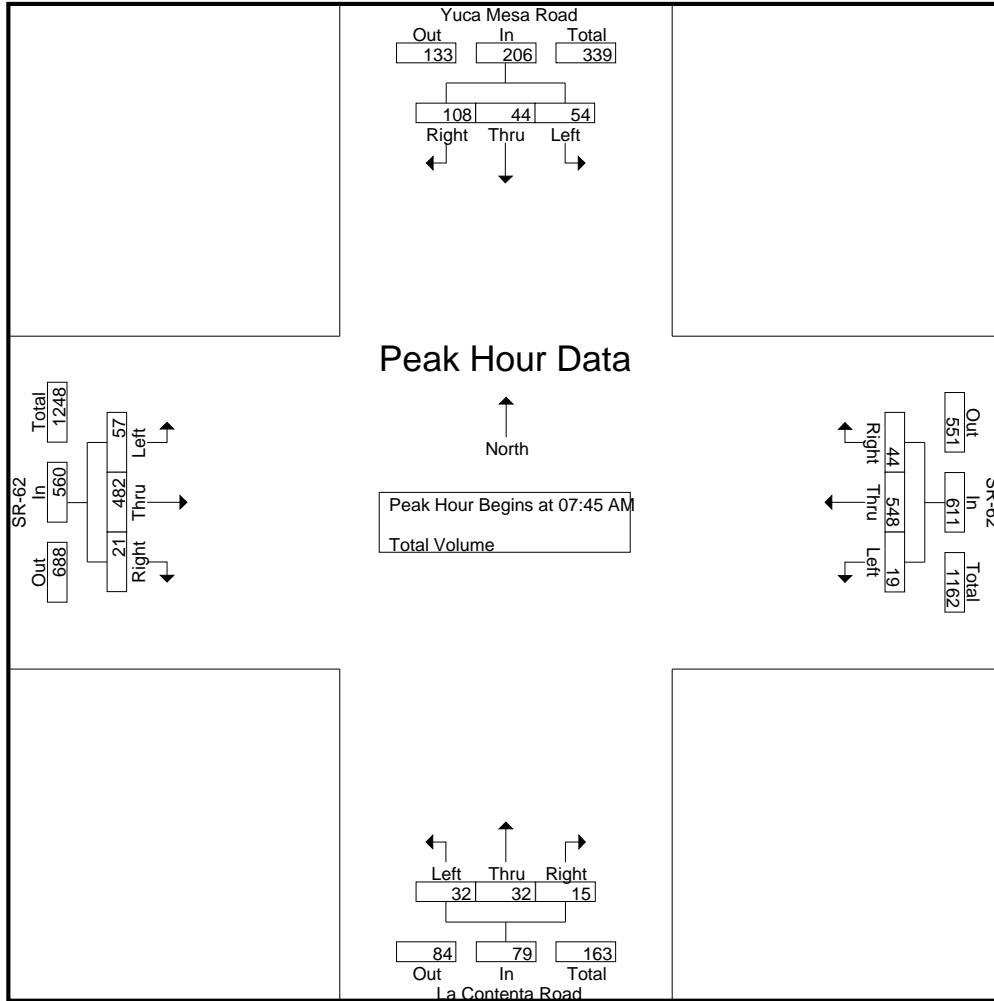 Yuca Mesa Road
Out In Total
133 206 339
108 44 54
Right Thru Left
Peak Hour Data
North
Peak Hour Begins at 07:45 AM
Total Volume
SR-62
Total In Out
1248 560 688
57 482 21
Left Thru Right
SR-62
Out In Total
551 611 1162
44 548 19
Right Thru Left
Left Thru Right
32 32 15
84 79 163
Out In Total
La Contenta Road